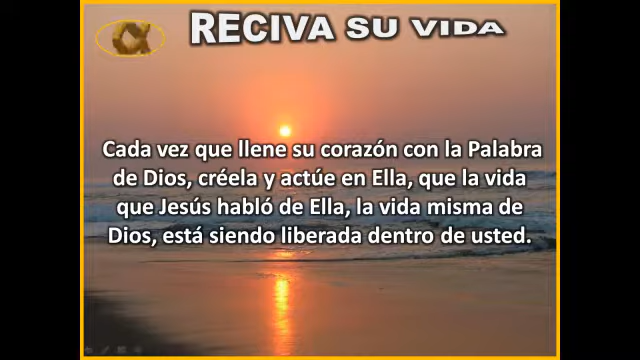 RECIVA SU VIDA
Cada vez que llene su corazón con la Palabra
de Dios, créela y actúe en Ella, que la vida
que Jesús habló de Ella, la vida misma de
Dios, está siendo liberada dentro de usted.